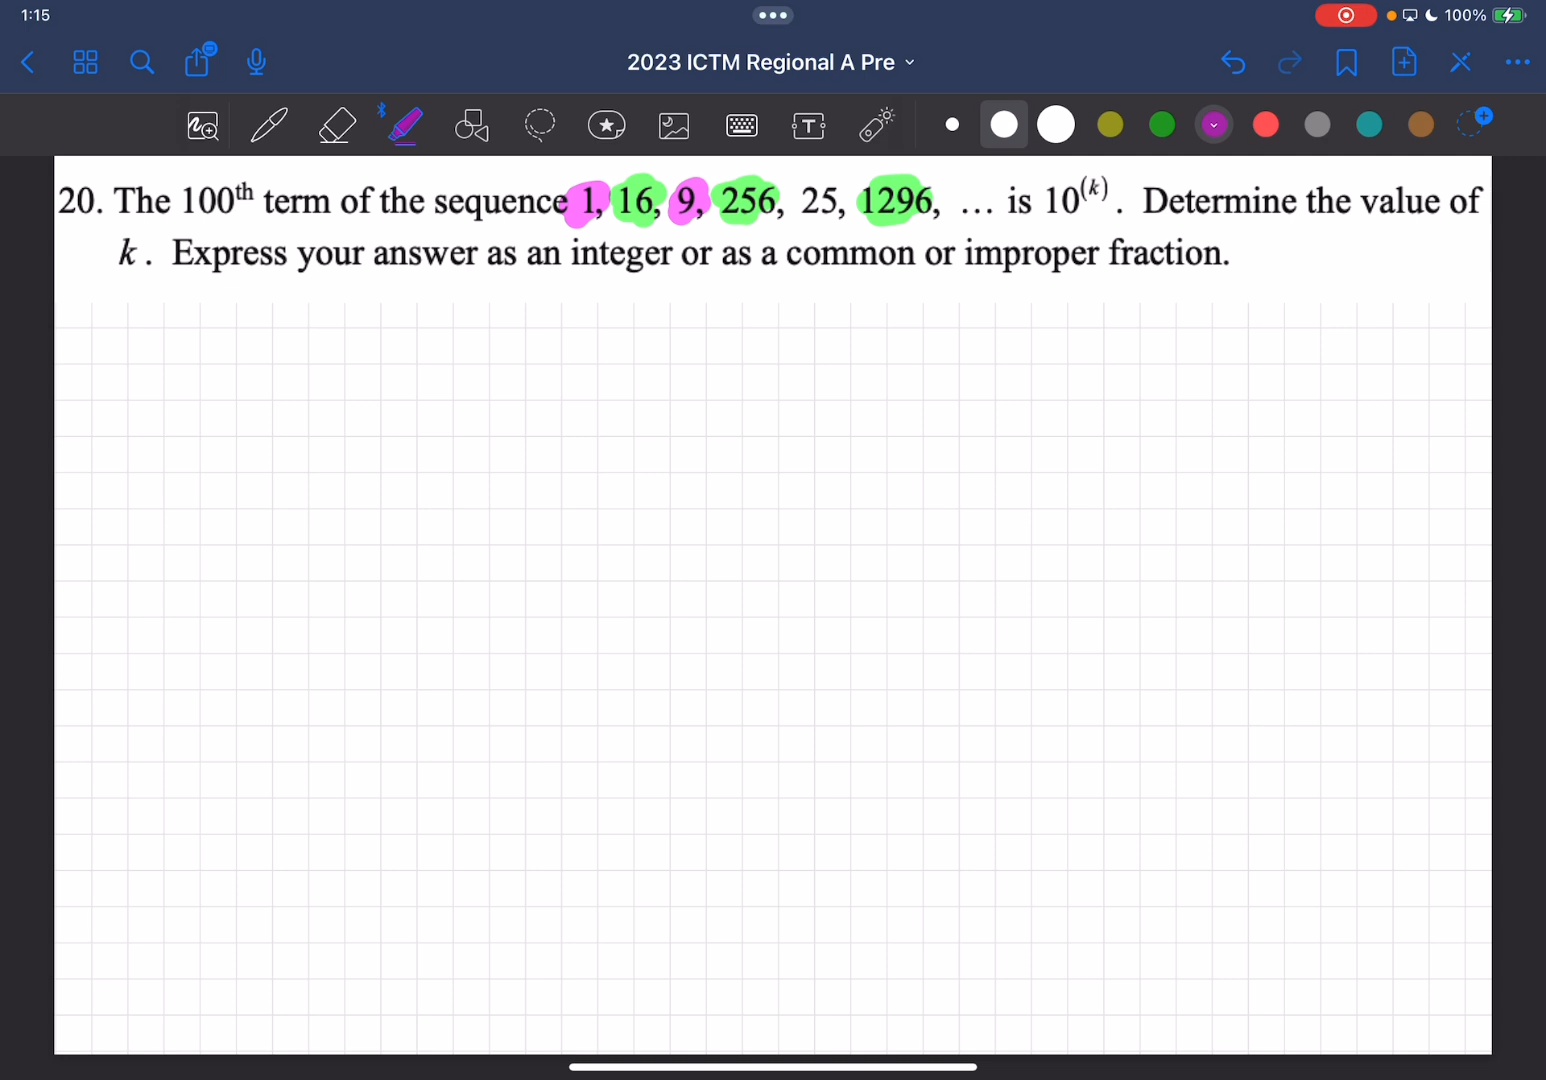 1:15
100%
2023 ICTM Regional A Pre
20. The 100th term of the sequence 1, 16, 9, 256, 25, 1296, … is 10^(k). Determine the value of
k. Express your answer as an integer or as a common or improper fraction.